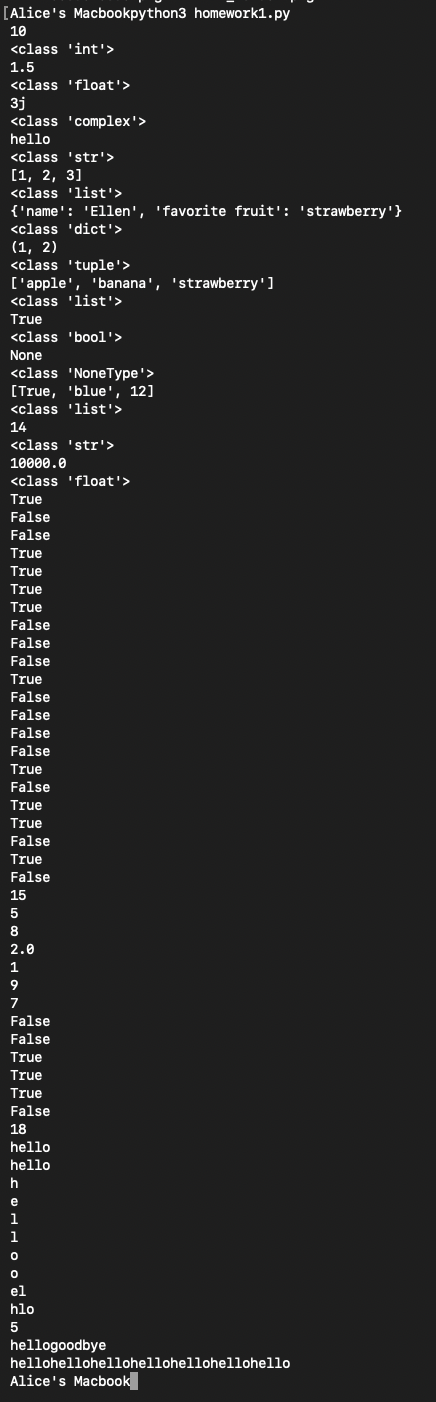 [Alice's Macbookpython3 homework1.py
10
<class 'int'>
1.5
<class 'float'>
3j
<class 'complex'>
hello
<class 'str'>
[1, 2, 3]
<class 'list'>
{'name': 'Ellen', 'favorite fruit': 'strawberry'}
<class 'dict'>
(1, 2)
<class 'tuple'>
['apple', 'banana', 'strawberry']
<class 'list'>
True
<class 'bool'>
None
<class 'NoneType'>
[True, 'blue', 12]
<class 'list'>
14
<class 'str'>
10000.0
<class 'float'>
True
False
False
True
True
True
True
False
False
False
True
False
False
False
False
True
False
True
True
False
True
False
15
5
8
2.0
1
9
7
False
False
True
True
True
False
18
hello
hello
h
e
l
l
o
o
el
hlo
5
hellogoodbye
hellohellohellohellohellohellohello
Alice's Macbook